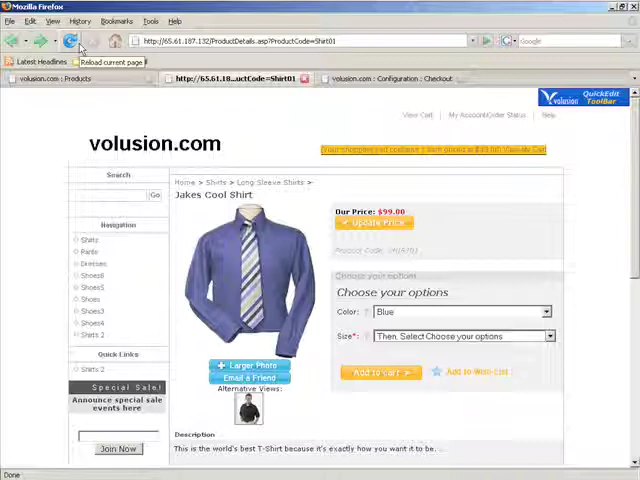 Mozilla Firefox
File Edit View History Bookmarks Tools Help
http://65.61.187.132/ProductDetails.asp?ProductCode=Shirt01
Google
Latest Headlines
Reload current page
volusion.com : Products
http://65.61.18...uctCode=Shirt01
volusion.com : Configuration : Checkout
volusion
QuickEdit
ToolBar
View Cart
My Account/Order Status
Help
volusion.com
Your shopping cart contains 1 item priced at $99.00 View My Cart
Search
Go
Home > Shirts > Long Sleeve Shirts >
Jakes Cool Shirt
Our Price: $99.00
Update Price
Product Code:
Navigation
Shirts
Pants
Dresses
Shoes6
Shoes5
Shoes
Shoes3
Shoes4
Shirts 2
Choose your options
Choose your options
Color: ? Blue
Size*: ? Then, Select Choose your options
Add to cart
Add to Wish List
Quick Links
Shirts 2
Larger Photo
Email a Friend
Alternative Views:
Special Sale!
Announce special sale
events here
Join Now
Description
This is the world's best T-Shirt because it's exactly how you want it to be.
Done